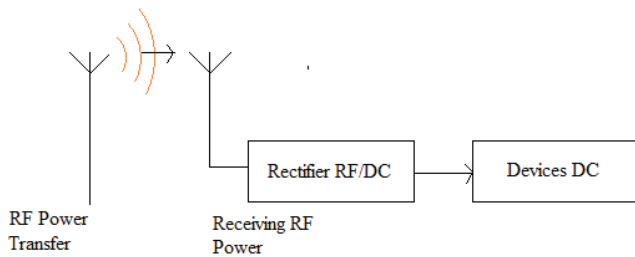 Rectifier RF/DC
Devices DC
RF Power
Transfer
Receiving RF
Power